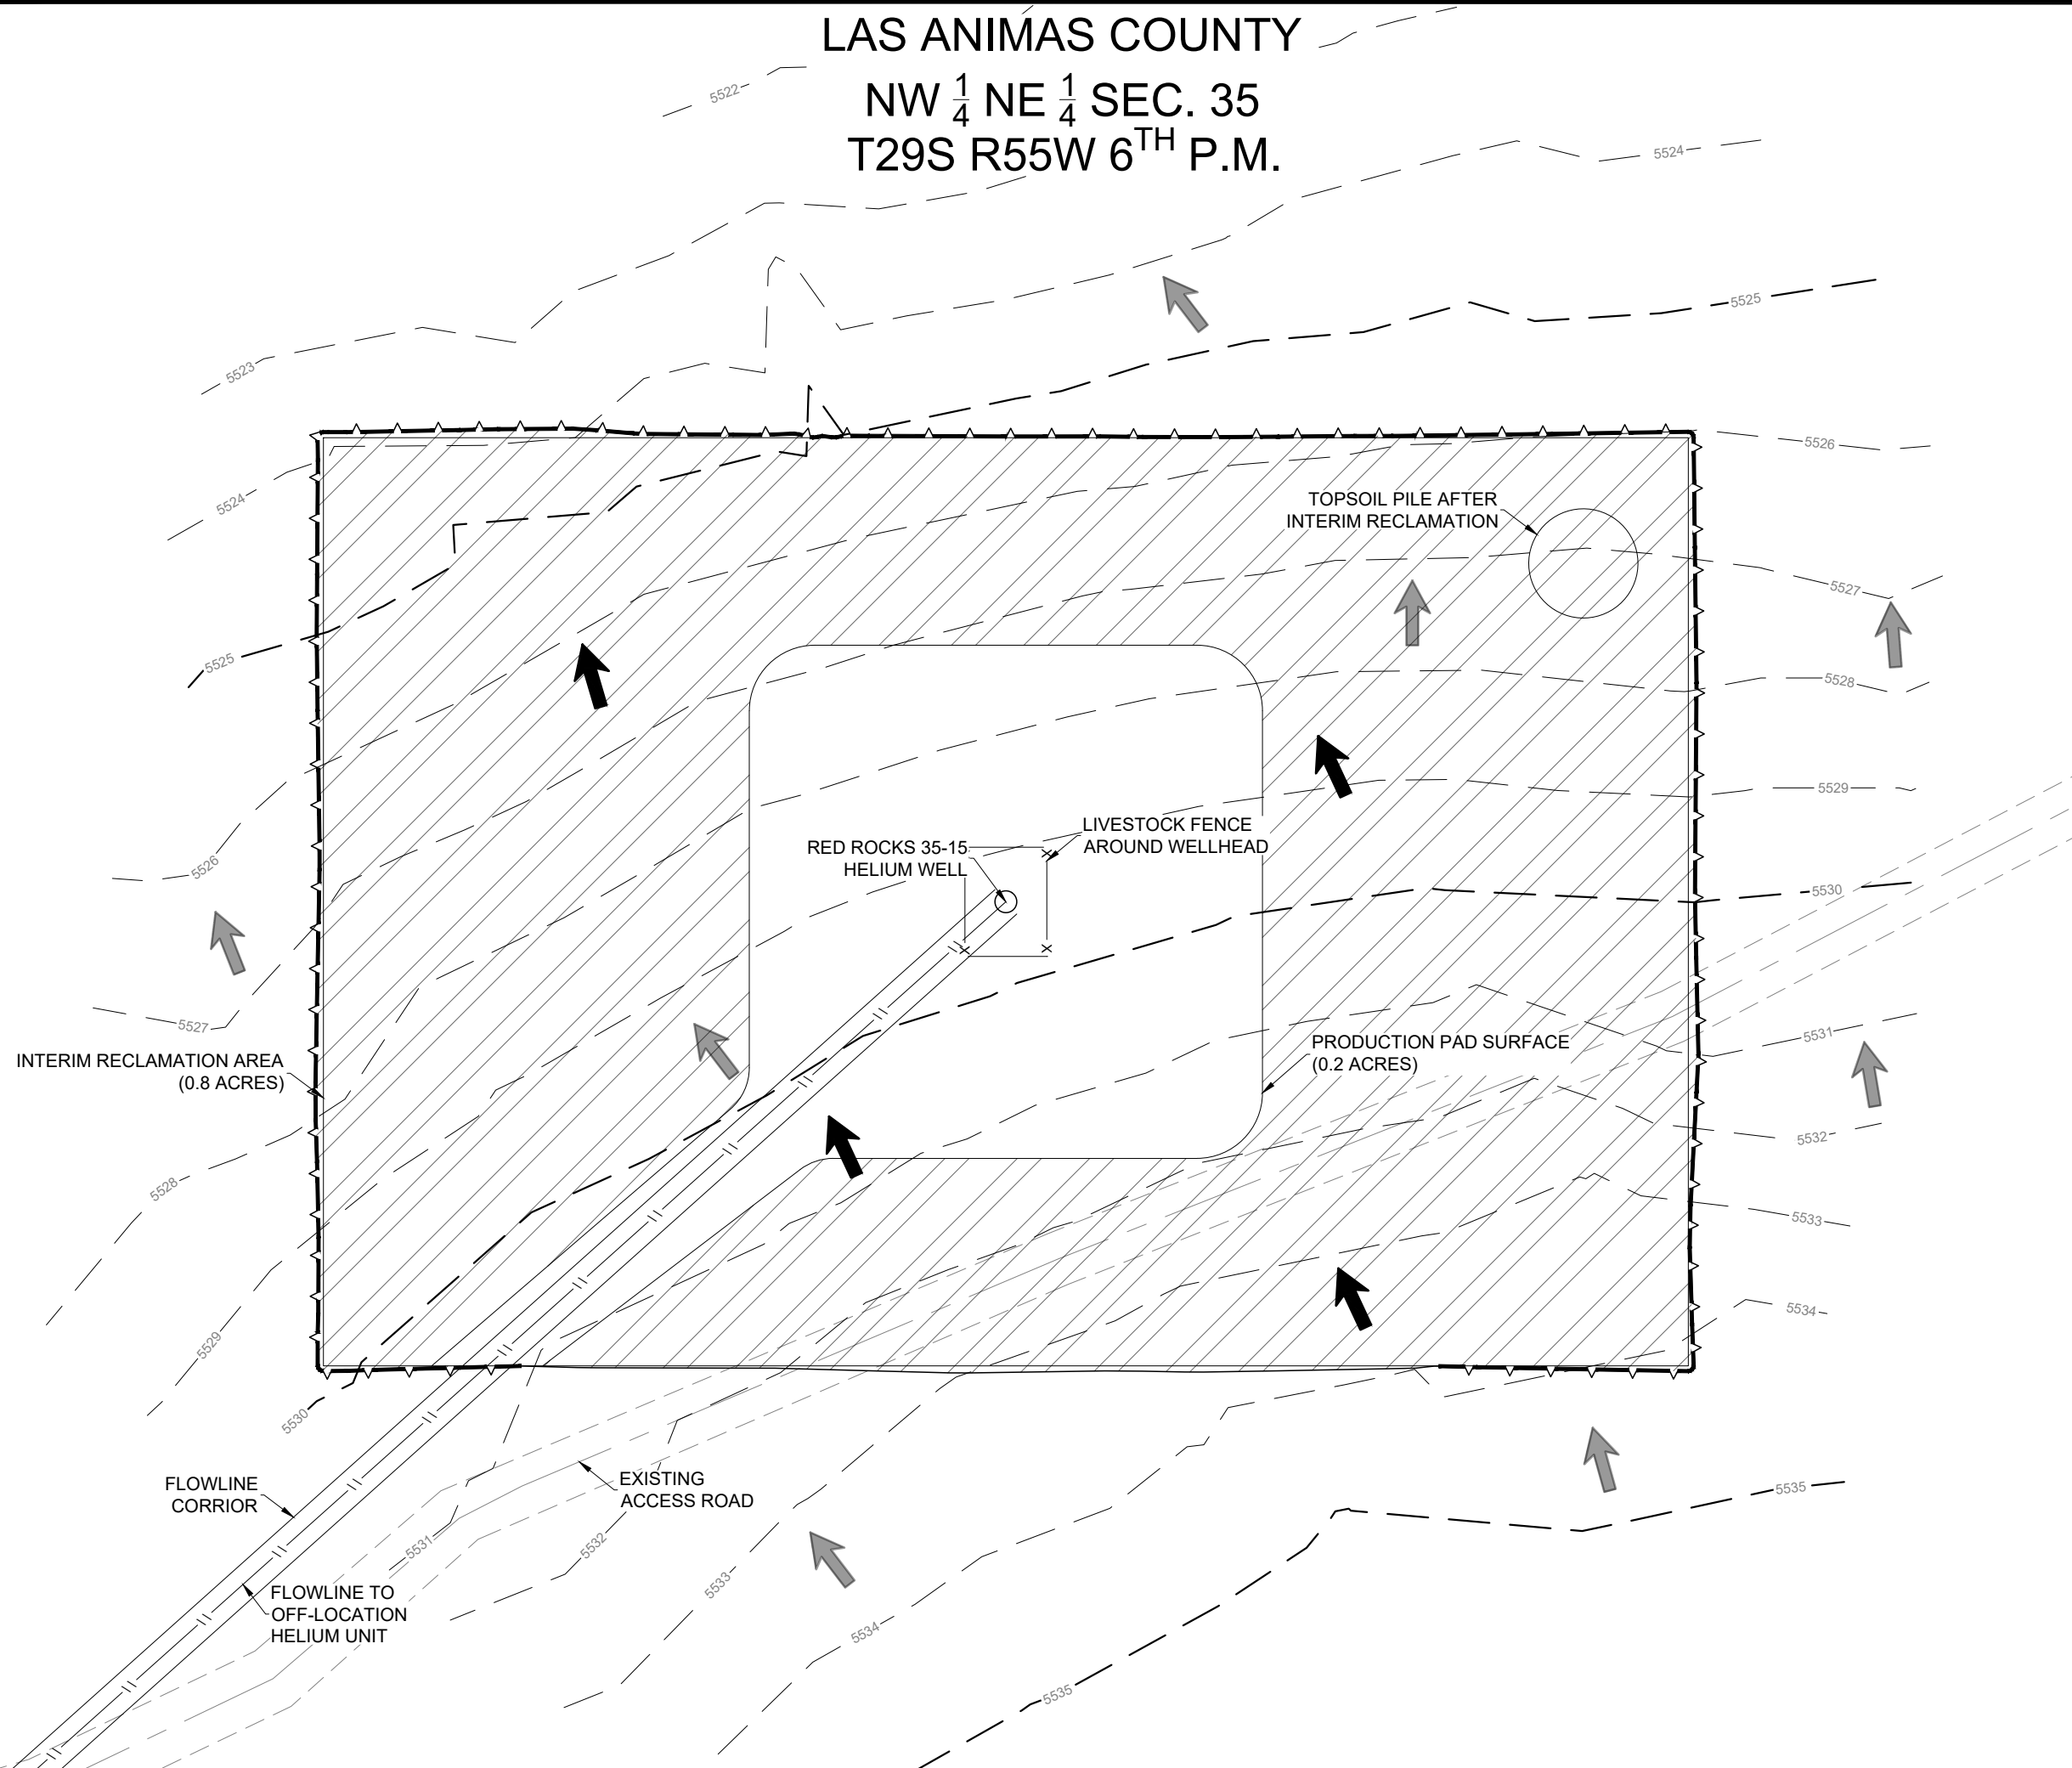 LAS ANIMAS COUNTY
NW 1/4 NE 1/4 SEC. 35
T29S R55W 6TH P.M.
5522
5524
5525
5523
5526
5524
TOPSOIL PILE AFTER
INTERIM RECLAMATION
5527
5525
5528
5529
LIVESTOCK FENCE
AROUND WELLHEAD
RED ROCKS 35-15
HELIUM WELL
5526
5530
5527
5531
INTERIM RECLAMATION AREA
(0.8 ACRES)
PRODUCTION PAD SURFACE
(0.2 ACRES)
5532
5528
5533
5534
5529
5530
FLOWLINE
CORRIOR
EXISTING
ACCESS ROAD
5535
5531
5532
5533
FLOWLINE TO
OFF-LOCATION
HELIUM UNIT
5534
5535